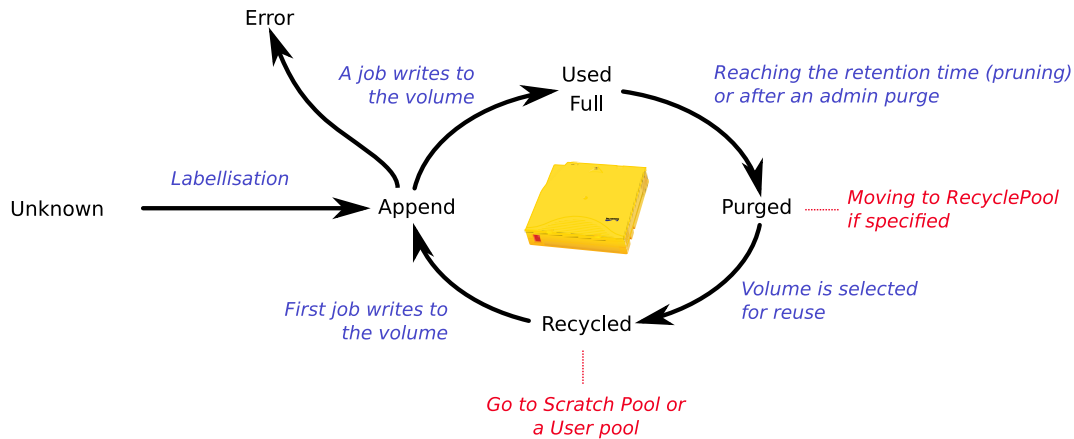 Error
A job writes to
the volume
Used
Full
Reaching the retention time (pruning)
or after an admin purge
Labellisation
Unknown
Append
Purged
Moving to RecyclePool
if specified
Volume is selected
for reuse
First job writes to
the volume
Recycled
Go to Scratch Pool or
a User pool